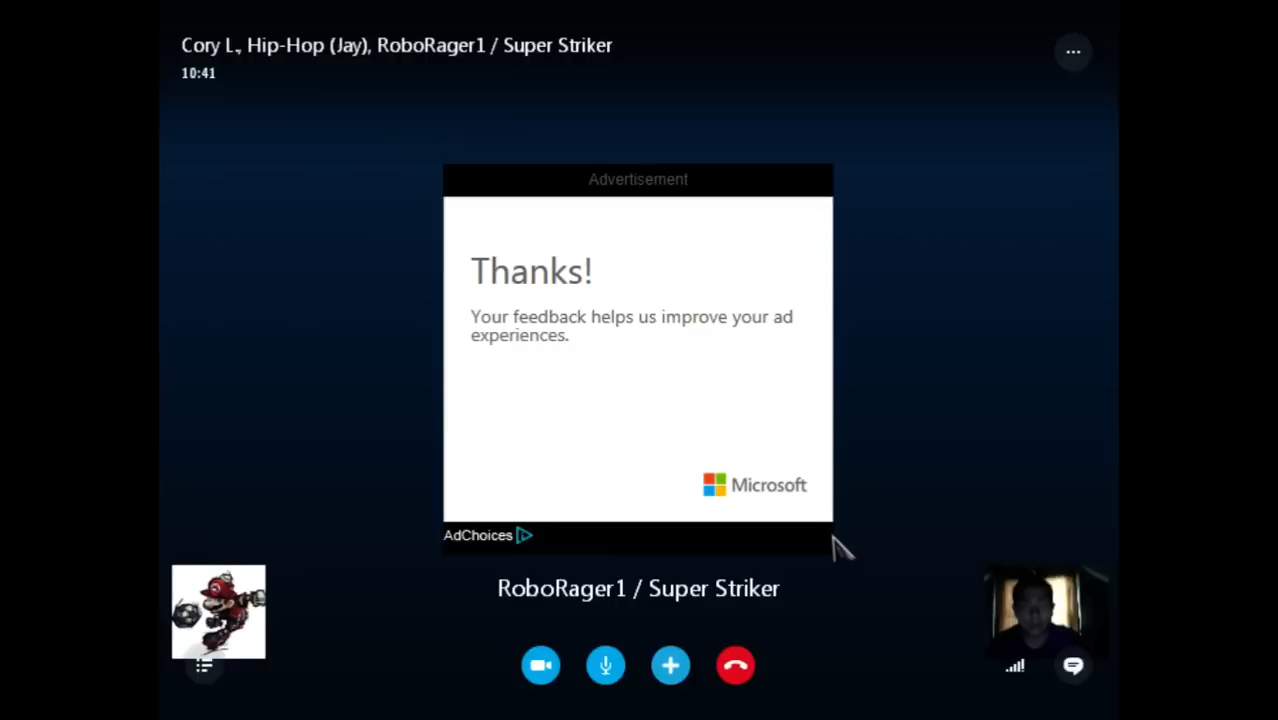 Cory L., Hip-Hop (Jay), RoboRager1 / Super Striker
10:41
Advertisement
Thanks!
Your feedback helps us improve your ad
experiences.
Microsoft
AdChoices
RoboRager1 / Super Striker